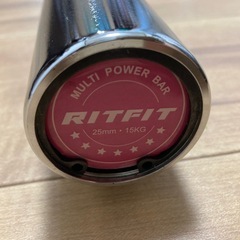 MULTI POWER BAR
RITFIT
25mm · 15KG